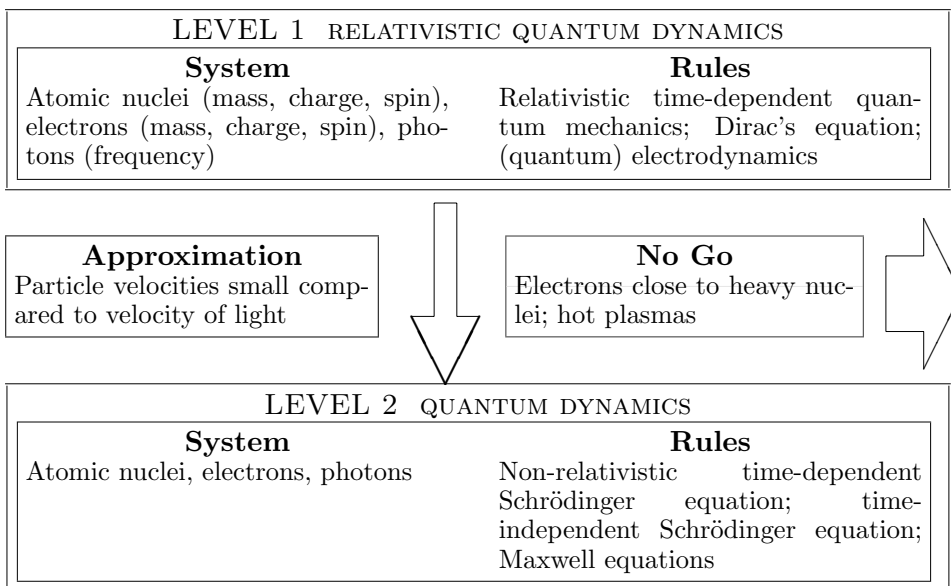 LEVEL 1 RELATIVISTIC QUANTUM DYNAMICS
System
Atomic nuclei (mass, charge, spin),
electrons (mass, charge, spin), pho-
tons (frequency)
Rules
Relativistic time-dependent quan-
tum mechanics; Dirac's equation;
(quantum) electrodynamics
Approximation
Particle velocities small comp-
ared to velocity of light
No Go
Electrons close to heavy nuc-
lei; hot plasmas
LEVEL 2 QUANTUM DYNAMICS
System
Atomic nuclei, electrons, photons
Rules
Non-relativistic time-dependent
Schrödinger equation; time-
independent Schrödinger equation;
Maxwell equations